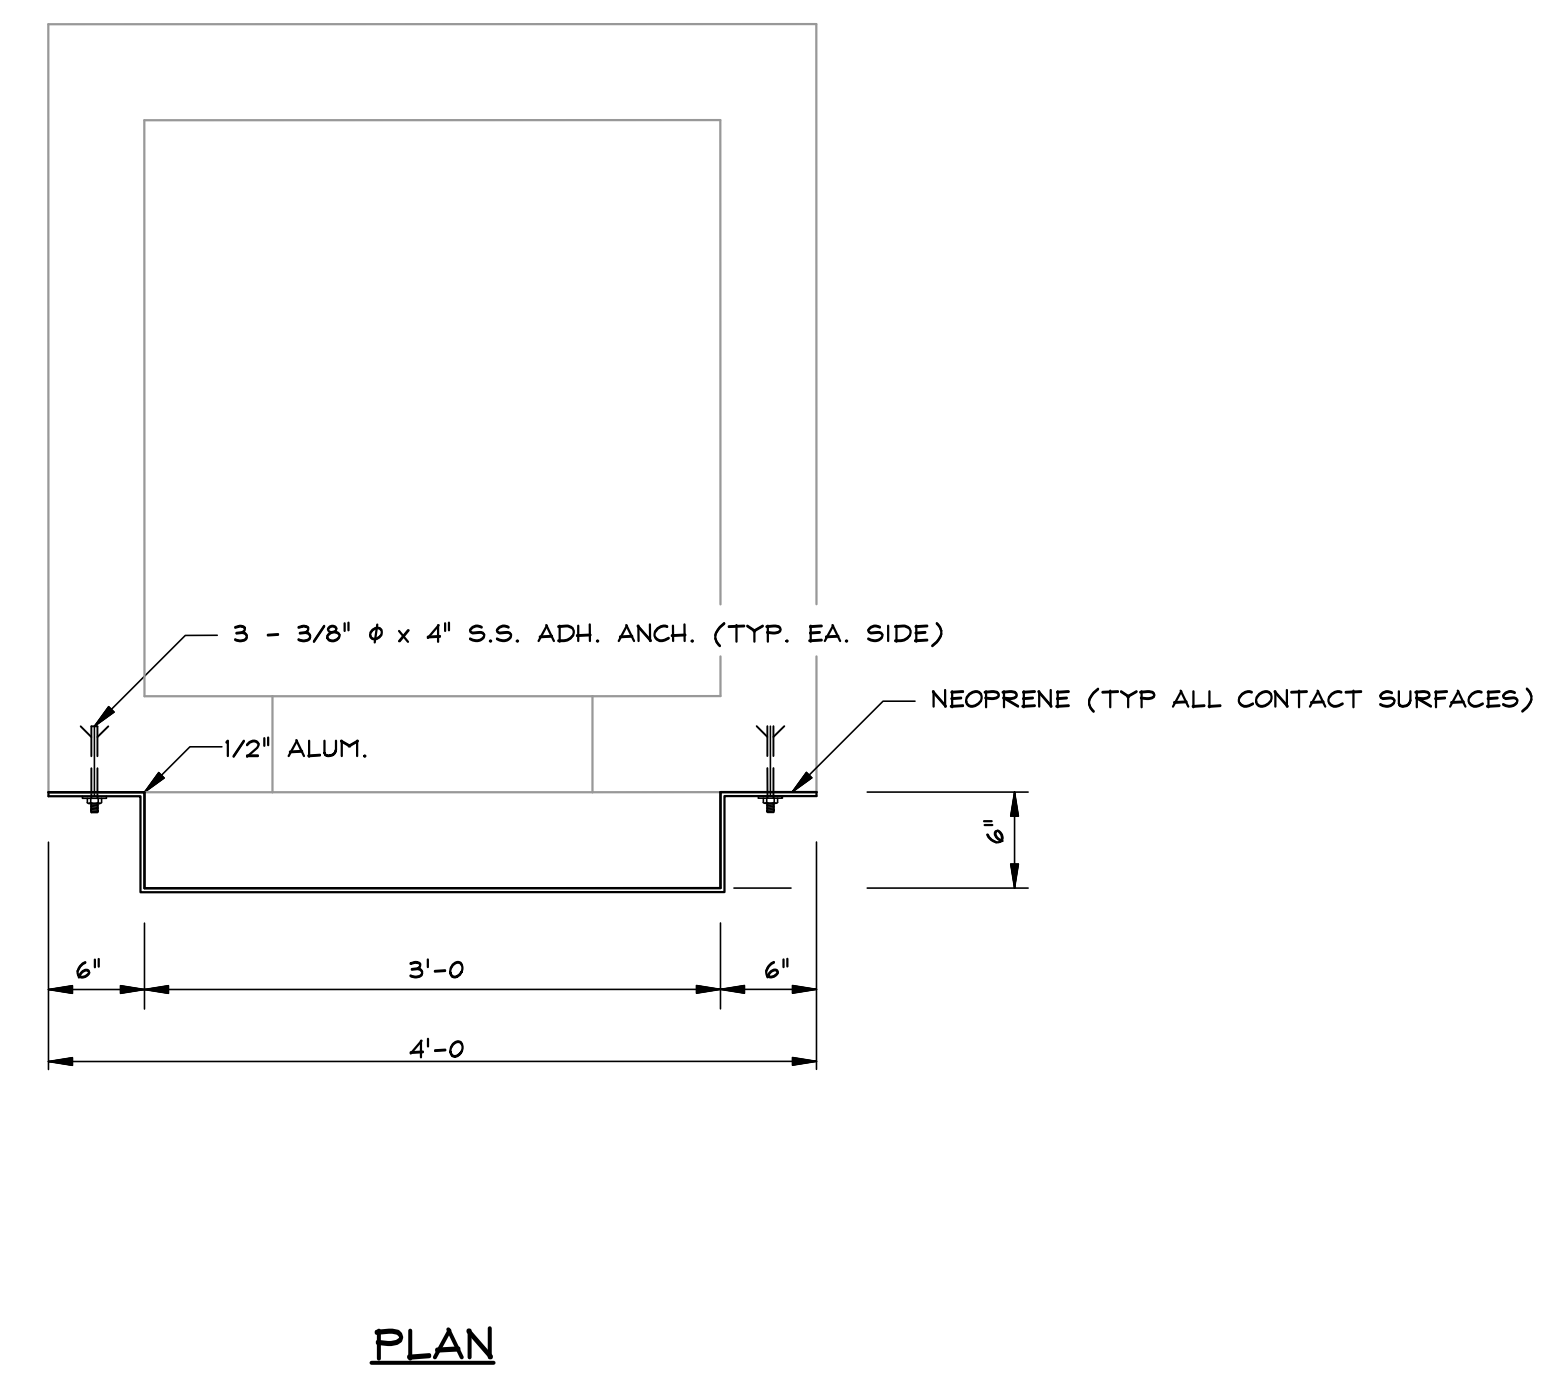 3 - 3/8" ϕ x 4" S.S. ADH. ANCH. (TYP. EA. SIDE)
NEOPRENE (TYP ALL CONTACT SURFACES)
1/2" ALUM.
6"
6"
3'-0
6"
4'-0
PLAN